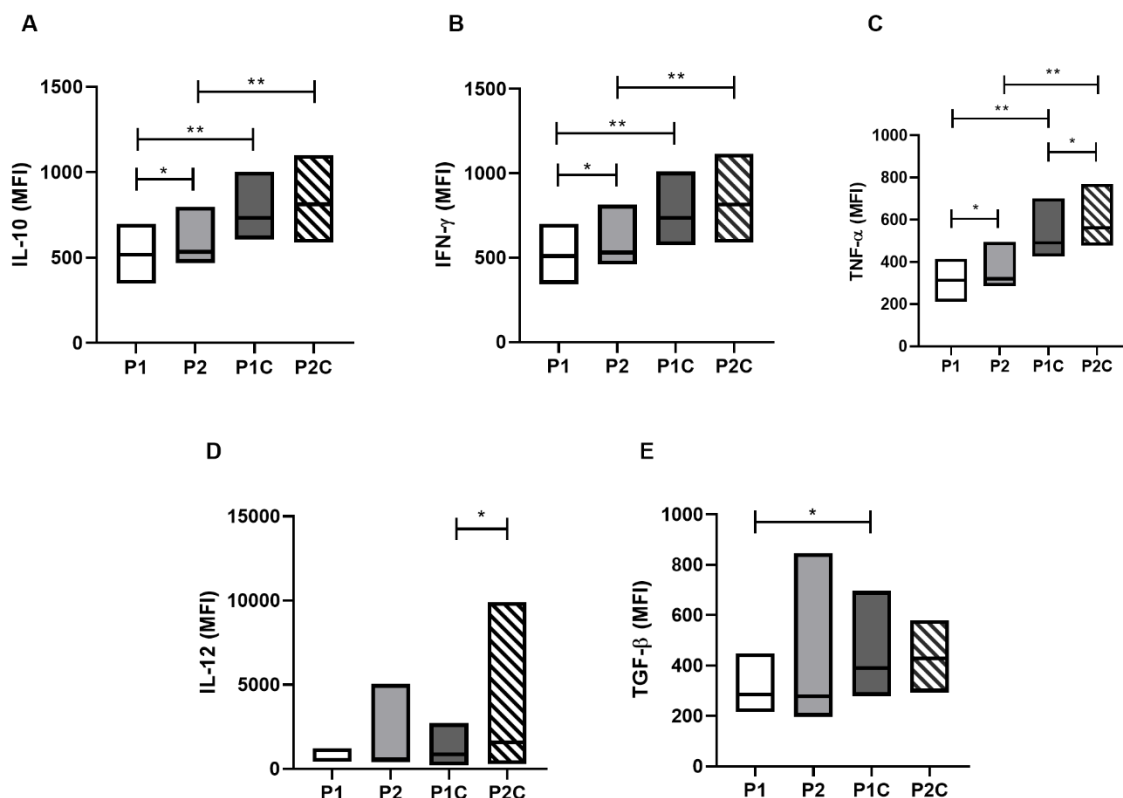 A
IL-10 (MFI)
1500
1000
500
0
**
**
*
P1 P2 P1C P2C
B
IFN-γ (MFI)
1500
1000
500
0
**
**
*
P1 P2 P1C P2C
C
TNF-α (MFI)
1000
800
600
400
200
0
**
**
*
*
P1 P2 P1C P2C
D
IL-12 (MFI)
15000
10000
5000
0
*
P1 P2 P1C P2C
E
TGF-β (MFI)
1000
800
600
400
200
0
*
P1 P2 P1C P2C